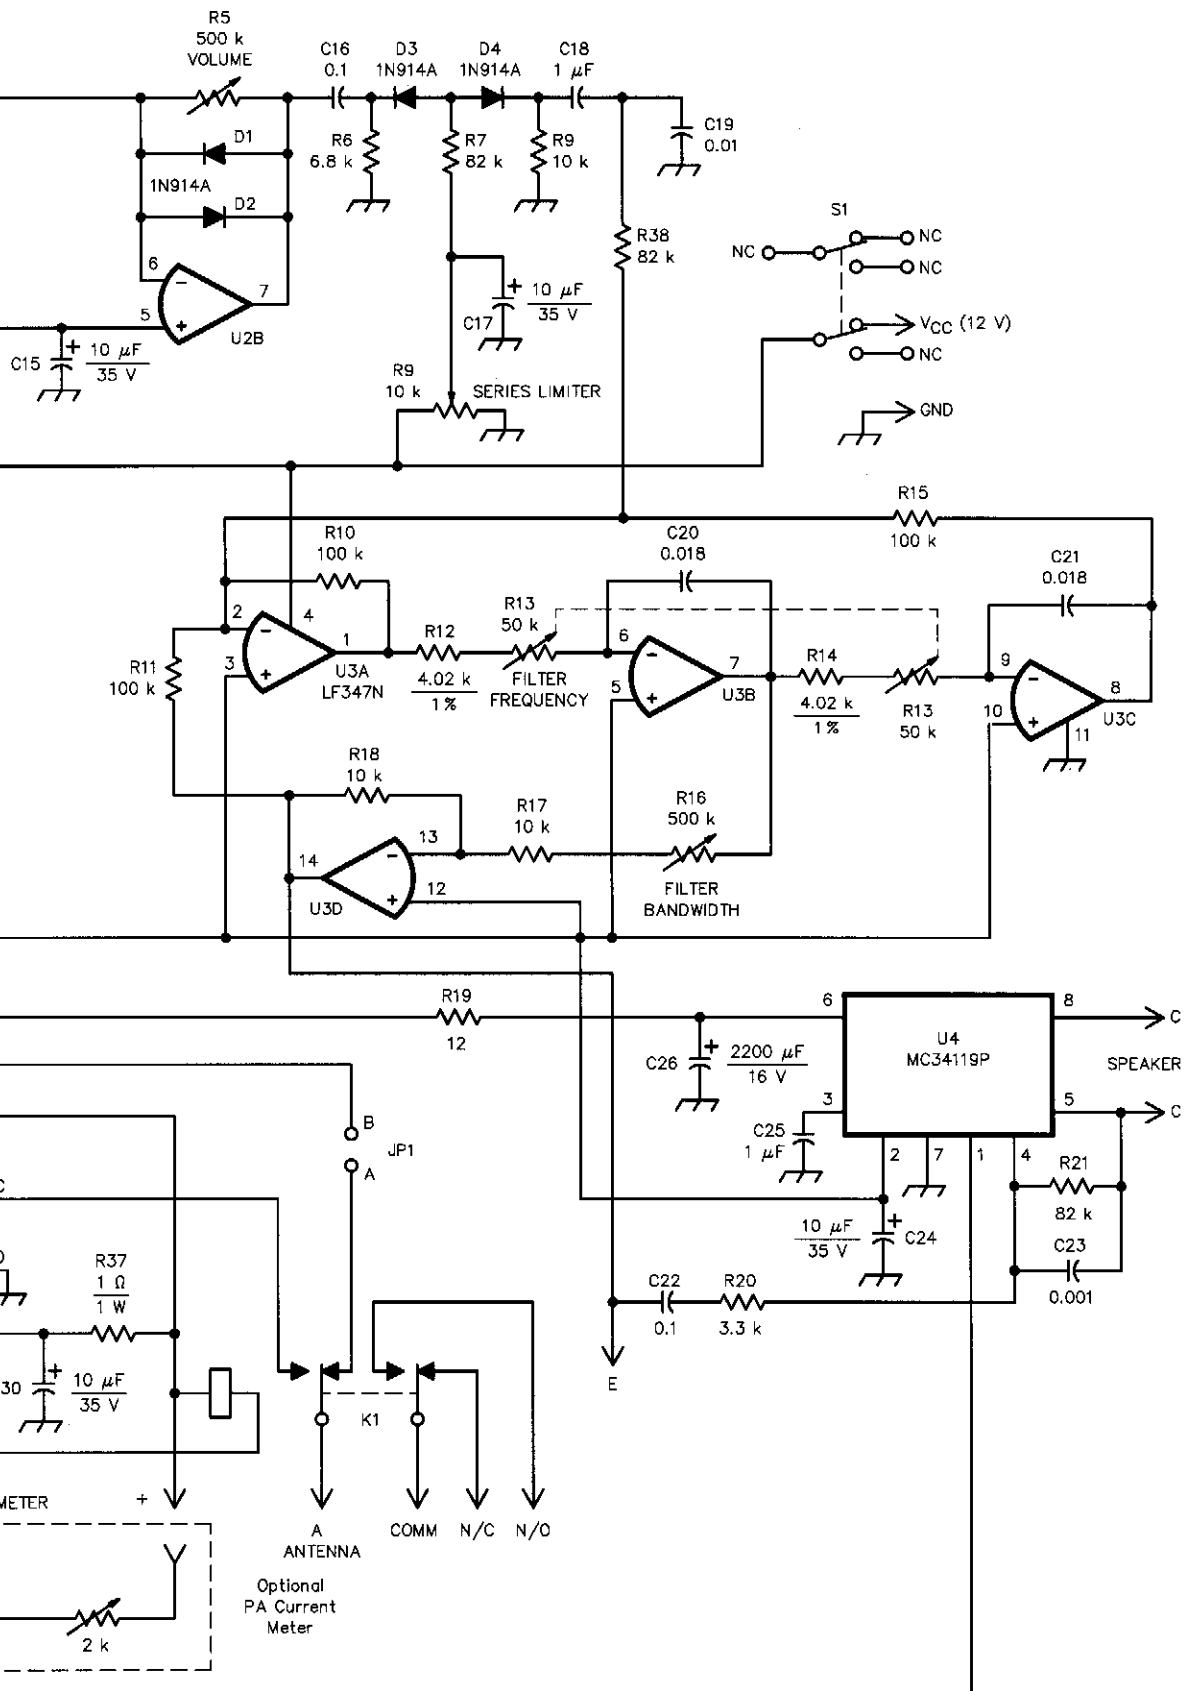 R5
500 k
VOLUME
C16
0.1
D3
1N914A
D4
1N914A
C18
1 µF
R6
6.8 k
R7
82 k
R9
10 k
C19
0.01
D1
1N914A
D2
6
5
7
-
+
U2B
C15
+
10 µF
35 V
R38
82 k
S1
NC
NC
NC
VCC (12 V)
NC
GND
C17
+
10 µF
35 V
R9
10 k
SERIES LIMITER
R15
100 k
R10
100 k
C20
0.018
C21
0.018
2
3
4
1
-
+
U3A
LF347N
R11
100 k
R12
4.02 k
1%
R13
50 k
FILTER
FREQUENCY
6
5
7
-
+
U3B
R14
4.02 k
1%
R13
50 k
9
10
8
11
-
+
U3C
R18
10 k
R17
10 k
R16
500 k
FILTER
BANDWIDTH
13
12
14
-
+
U3D
R19
12
C26
+
2200 µF
16 V
6
8
U4
MC34119P
C
SPEAKER
3
5
C
C25
1 µF
2
7
1
4
R21
82 k
10 µF
35 V
+
C24
C23
0.001
B
JP1
A
C
R37
1 Ω
1 W
C22
0.1
R20
3.3 k
E
30
+
10 µF
35 V
K1
METER
+
A
ANTENNA
COMM
N/C
N/O
Optional
PA Current
Meter
2 k